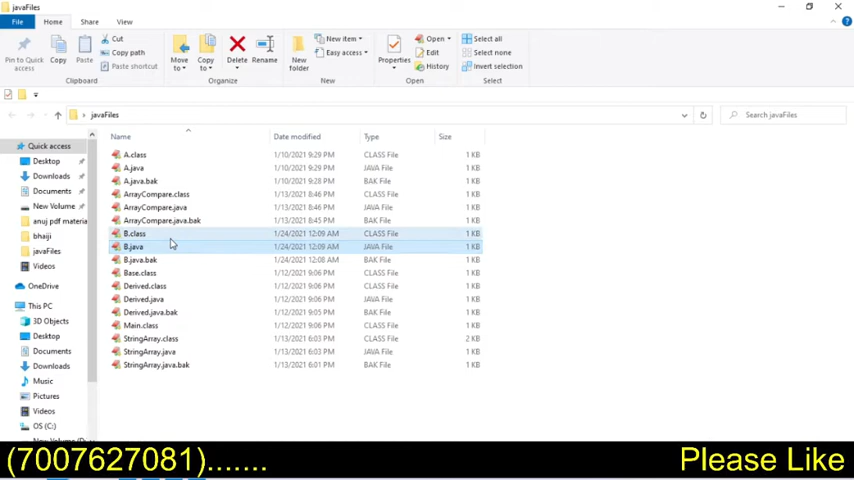 javaFiles
File Home Share View
Pin to Quick access
Copy
Paste
Cut
Copy path
Paste shortcut
Clipboard
Move to
Copy to
Delete
Rename
Organize
New folder
New item
Easy access
New
Properties
Open
Edit
History
Open
Select all
Select none
Invert selection
Select
javaFiles
Search javaFiles
Name Date modified Type Size
Quick access
Desktop
Downloads
Documents
New Volume (
anuj pdf materia
bhaiji
javaFiles
Videos
OneDrive
This PC
3D Objects
Desktop
Documents
Downloads
Music
Pictures
Videos
OS (C:)
A.class 1/10/2021 9:29 PM CLASS File 1 KB
A.java 1/10/2021 9:29 PM JAVA File 1 KB
A.java.bak 1/10/2021 9:28 PM BAK File 1 KB
ArrayCompare.class 1/13/2021 8:46 PM CLASS File 1 KB
ArrayCompare.java 1/13/2021 8:46 PM JAVA File 1 KB
ArrayCompare.java.bak 1/13/2021 8:45 PM BAK File 1 KB
B.class 1/24/2021 12:09 AM CLASS File 1 KB
B.java 1/24/2021 12:09 AM JAVA File 1 KB
B.java.bak 1/24/2021 12:08 AM BAK File 1 KB
Base.class 1/12/2021 9:06 PM CLASS File 1 KB
Derived.class 1/12/2021 9:06 PM CLASS File 1 KB
Derived.java 1/12/2021 9:06 PM JAVA File 1 KB
Derived.java.bak 1/12/2021 9:05 PM BAK File 1 KB
Main.class 1/12/2021 9:06 PM CLASS File 1 KB
StringArray.class 1/13/2021 6:03 PM CLASS File 2 KB
StringArray.java 1/13/2021 6:03 PM JAVA File 1 KB
StringArray.java.bak 1/13/2021 6:01 PM BAK File 1 KB
(7007627081)....... Please Like